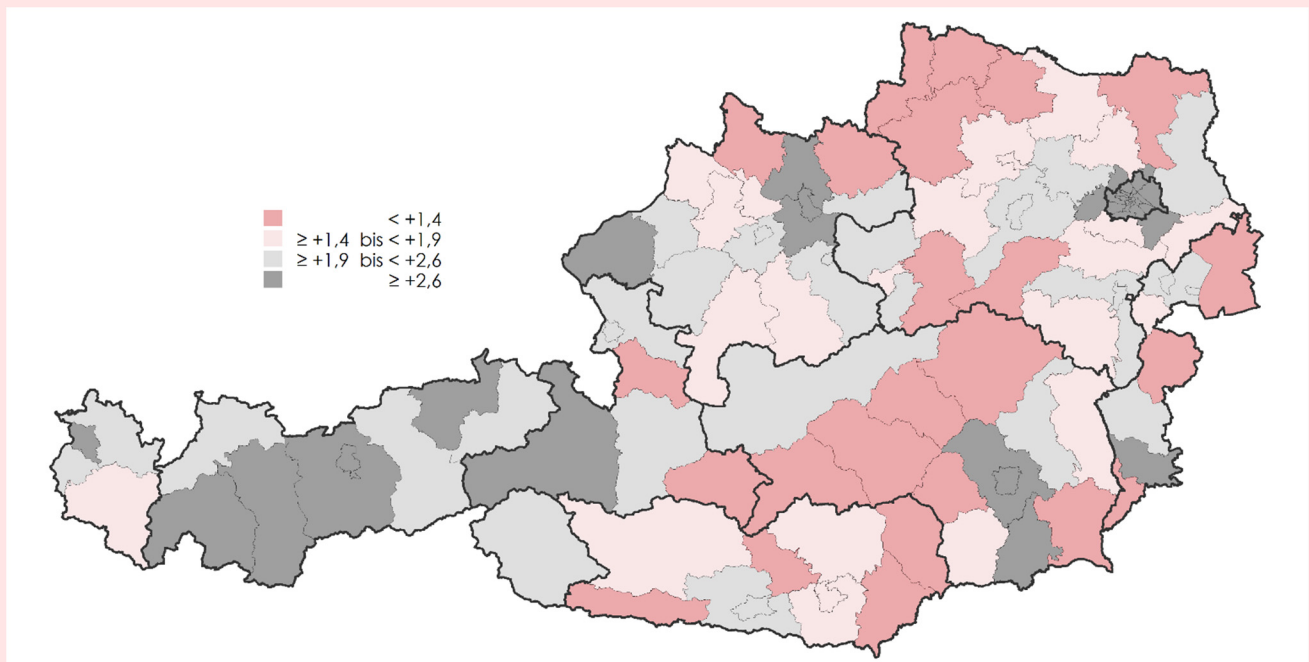 < +1,4
≥ +1,4 bis < +1,9
≥ +1,9 bis < +2,6
≥ +2,6